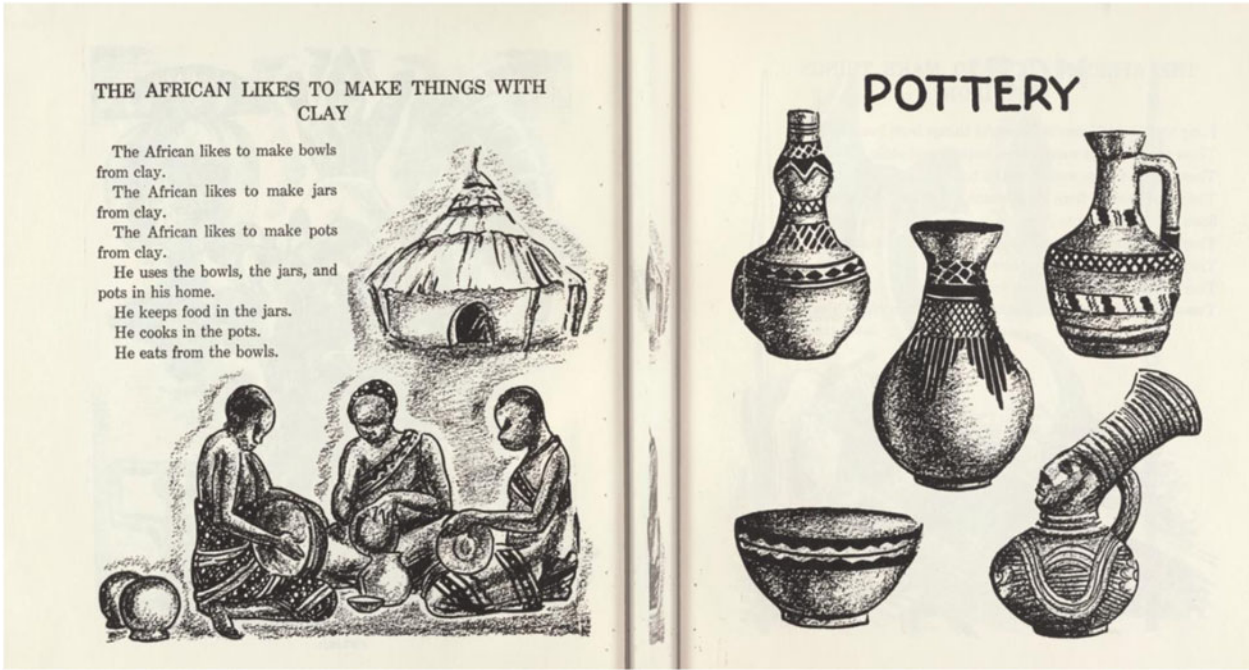 THE AFRICAN LIKES TO MAKE THINGS WITH
CLAY
The African likes to make bowls
from clay.
The African likes to make jars
from clay.
The African likes to make pots
from clay.
He uses the bowls, the jars, and
pots in his home.
He keeps food in the jars.
He cooks in the pots.
He eats from the bowls.
POTTERY